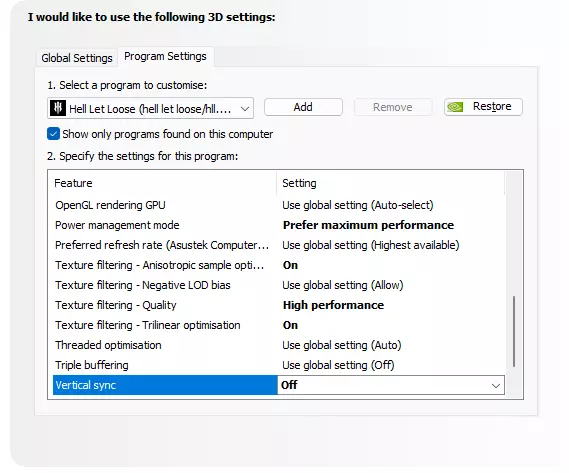 I would like to use the following 3D settings:
Global Settings
Program Settings
1. Select a program to customise:
Hell Let Loose (hell let loose/hll....
Add
Remove
Restore
Show only programs found on this computer
2. Specify the settings for this program:
Feature Setting
OpenGL rendering GPU Use global setting (Auto-select)
Power management mode Prefer maximum performance
Preferred refresh rate (Asustek Computer... Use global setting (Highest available)
Texture filtering - Anisotropic sample opti... On
Texture filtering - Negative LOD bias Use global setting (Allow)
Texture filtering - Quality High performance
Texture filtering - Trilinear optimisation On
Threaded optimisation Use global setting (Auto)
Triple buffering Use global setting (Off)
Vertical sync Off